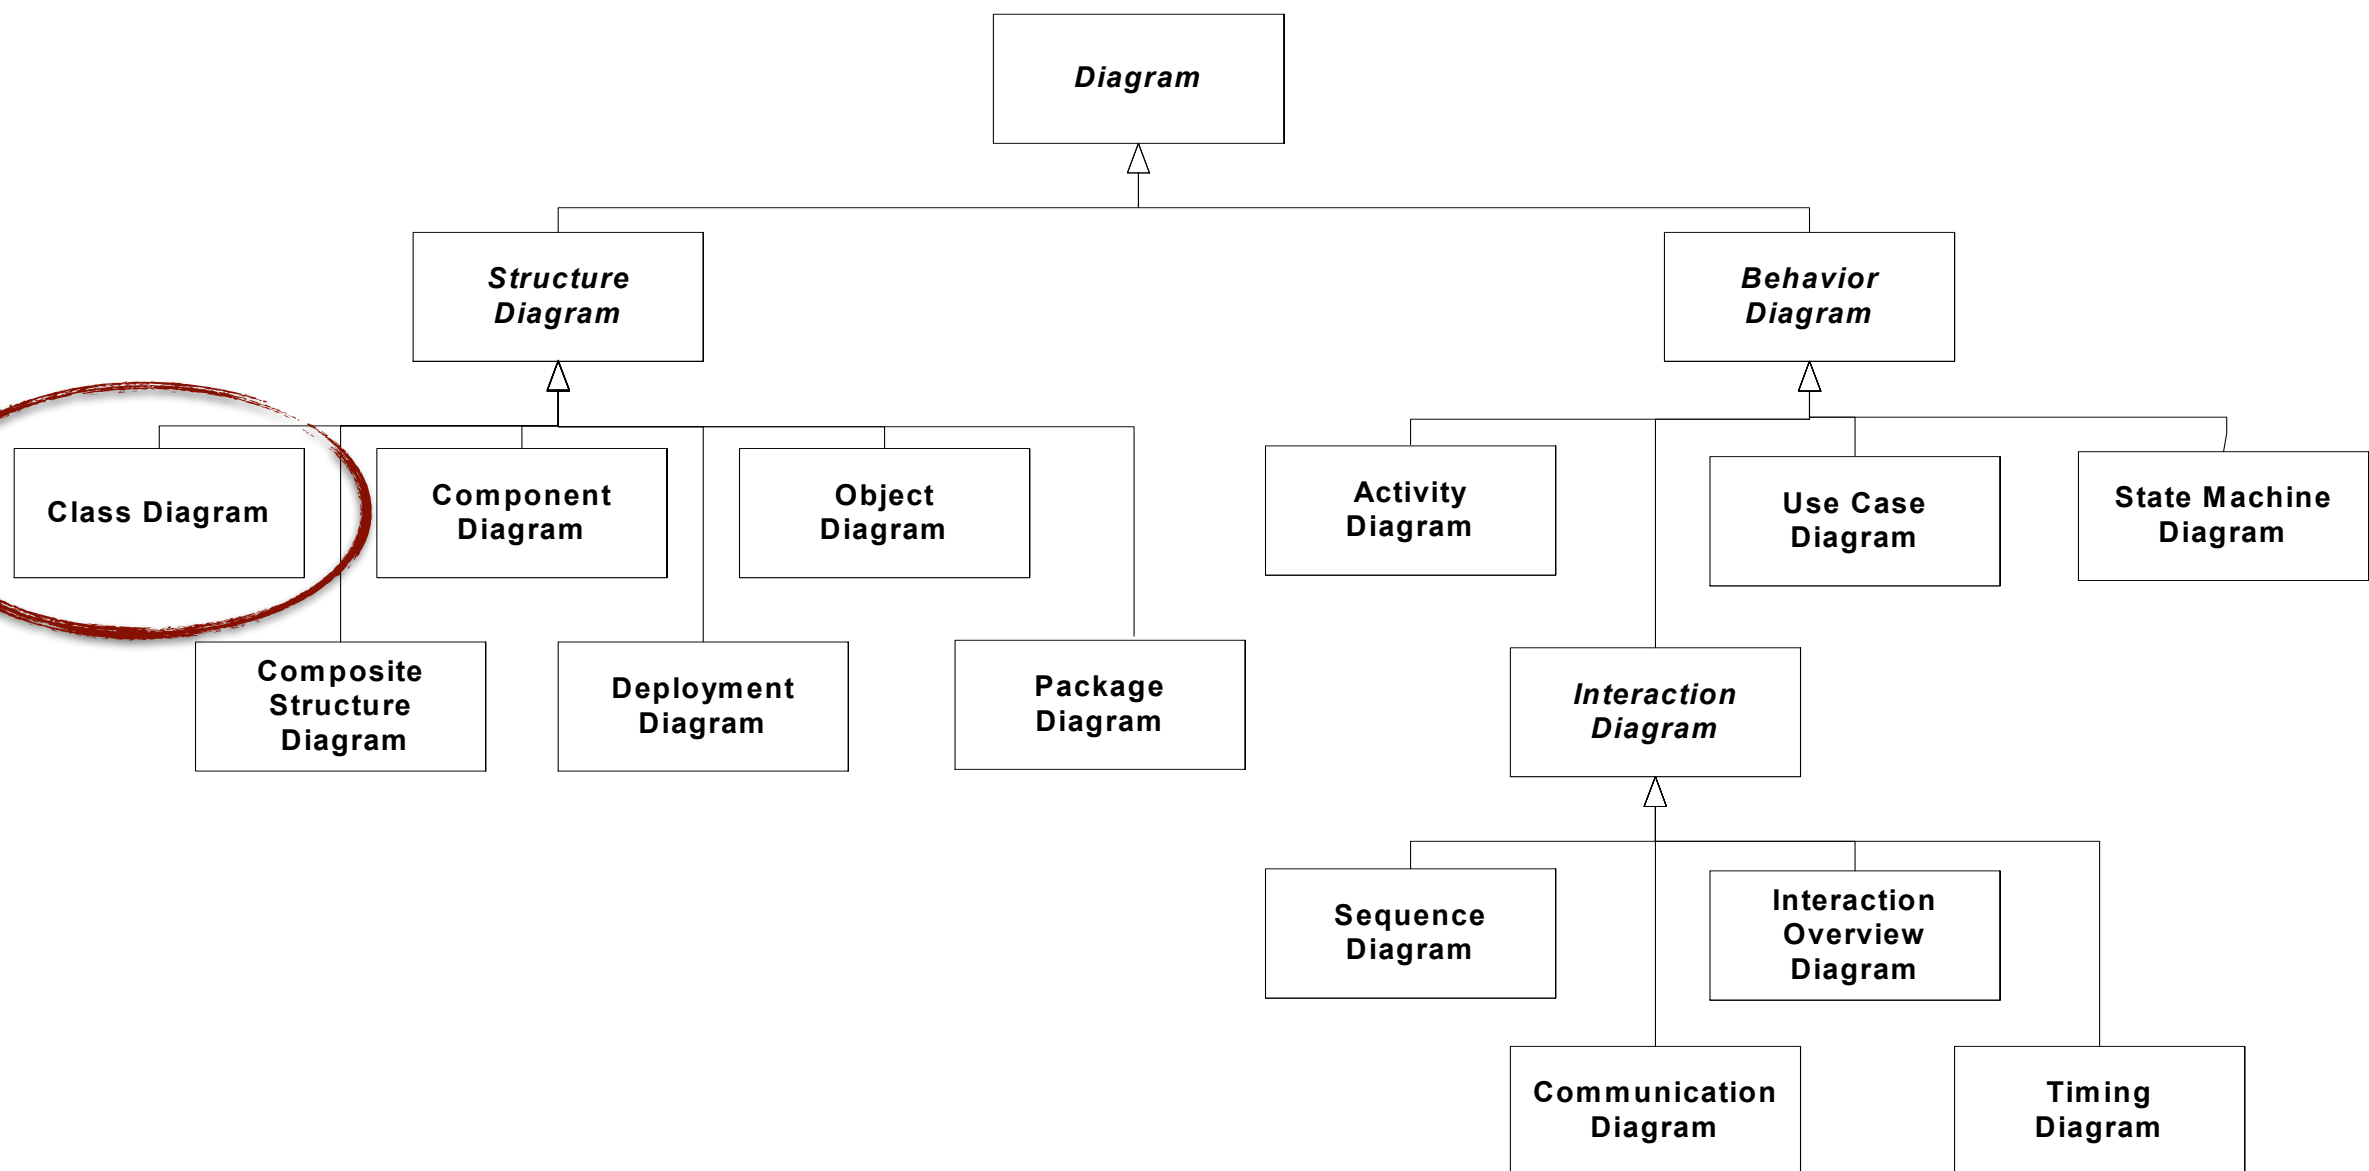 Diagram
Structure
Diagram
Behavior
Diagram
Class Diagram
Component
Diagram
Object
Diagram
Activity
Diagram
Use Case
Diagram
State Machine
Diagram
Composite
Structure
Diagram
Deployment
Diagram
Package
Diagram
Interaction
Diagram
Sequence
Diagram
Interaction
Overview
Diagram
Communication
Diagram
Timing
Diagram